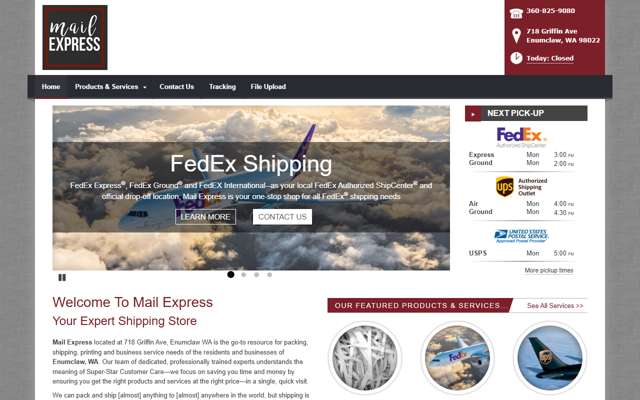 mail
EXPRESS
360-825-9080
718 Griffin Ave
Enumclaw, WA 98022
Today: Closed
Home
Products & Services
Contact Us
Tracking
File Upload
FedEx Shipping
FedEx Express®, FedEx Ground® and FedEX International–as your local FedEx Authorized ShipCenter® and
official drop-off location, Mail Express is your one-stop shop for all FedEx® shipping needs
LEARN MORE
CONTACT US
NEXT PICK-UP
FedEx
Authorized ShipCenter
Express Mon 3:00 PM
Ground Mon 2:00 PM
ups
Authorized
Shipping
Outlet
Air Mon 4:00 PM
Ground Mon 4:30 PM
UNITED STATES
POSTAL SERVICE
Approved Postal Provider
USPS Mon 5:00 PM
More pickup times
Welcome To Mail Express
Your Expert Shipping Store
Mail Express located at 718 Griffin Ave, Enumclaw WA is the go-to resource for packing,
shipping, printing and business service needs of the residents and businesses of
Enumclaw, WA. Our team of dedicated, professionally trained experts understands the
meaning of Super-Star Customer Care—we focus on saving you time and money by
ensuring you get the right products and services at the right price—in a single, quick visit.
We can pack and ship [almost] anything to [almost] anywhere in the world, but shipping is
OUR FEATURED PRODUCTS & SERVICES...
See All Services >>